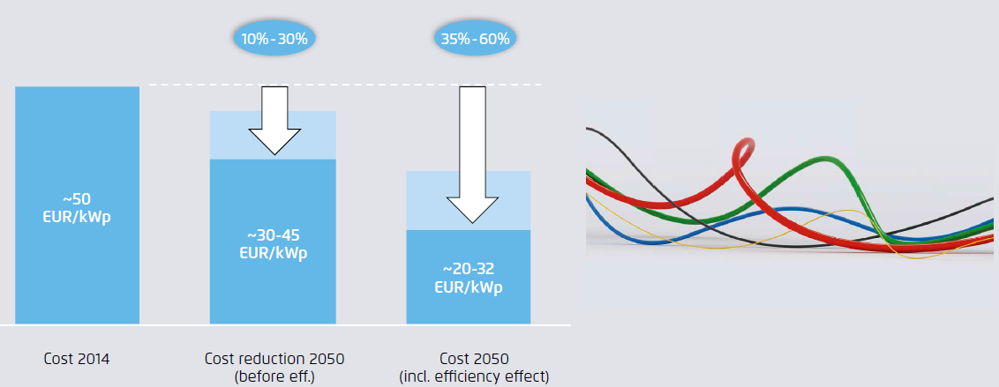 10%-30%
35%-60%
~50
EUR/kWp
~30-45
EUR/kWp
~20-32
EUR/kWp
Cost 2014
Cost reduction 2050
(before eff.)
Cost 2050
(incl. efficiency effect)